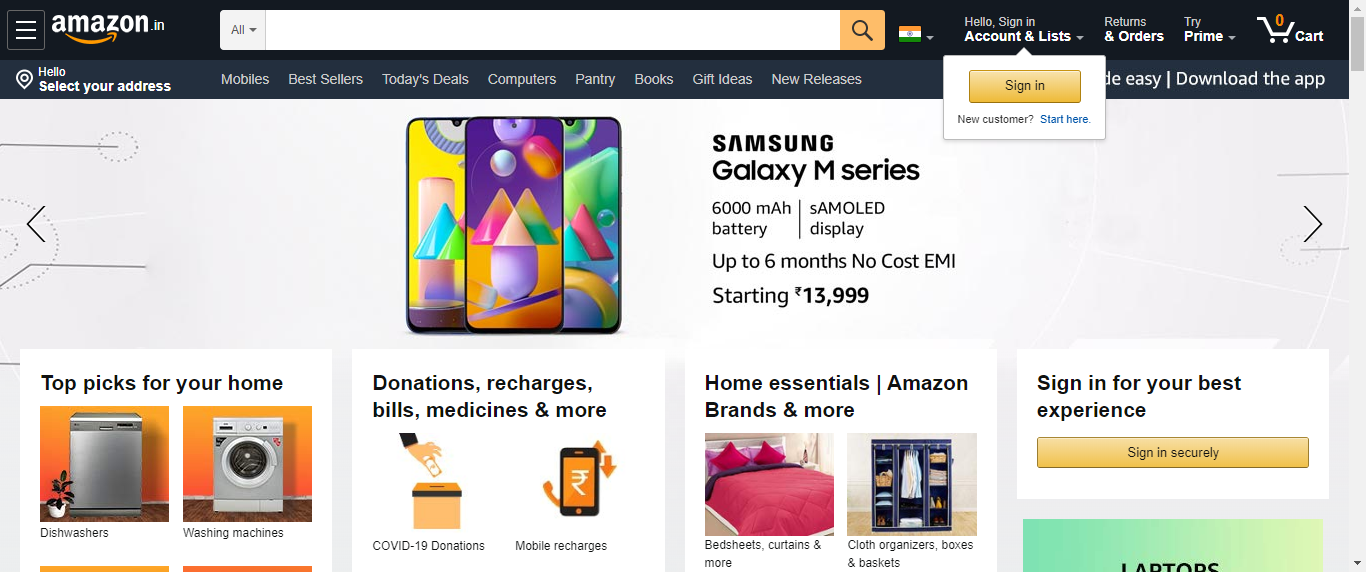 amazon.in
All
Hello, Sign in
Account & Lists
Returns
& Orders
Try
Prime
0
Cart
Hello
Select your address
Mobiles
Best Sellers
Today's Deals
Computers
Pantry
Books
Gift Ideas
New Releases
easy | Download the app
Sign in
New customer? Start here.
SAMSUNG
Galaxy M series
6000 mAh
battery
sAMOLED
display
Up to 6 months No Cost EMI
Starting ₹13,999
Top picks for your home
Dishwashers
Washing machines
Donations, recharges,
bills, medicines & more
₹
COVID-19 Donations
Mobile recharges
Home essentials | Amazon
Brands & more
Bedsheets, curtains &
more
Cloth organizers, boxes
& baskets
Sign in for your best
experience
Sign in securely
LAPTOPS